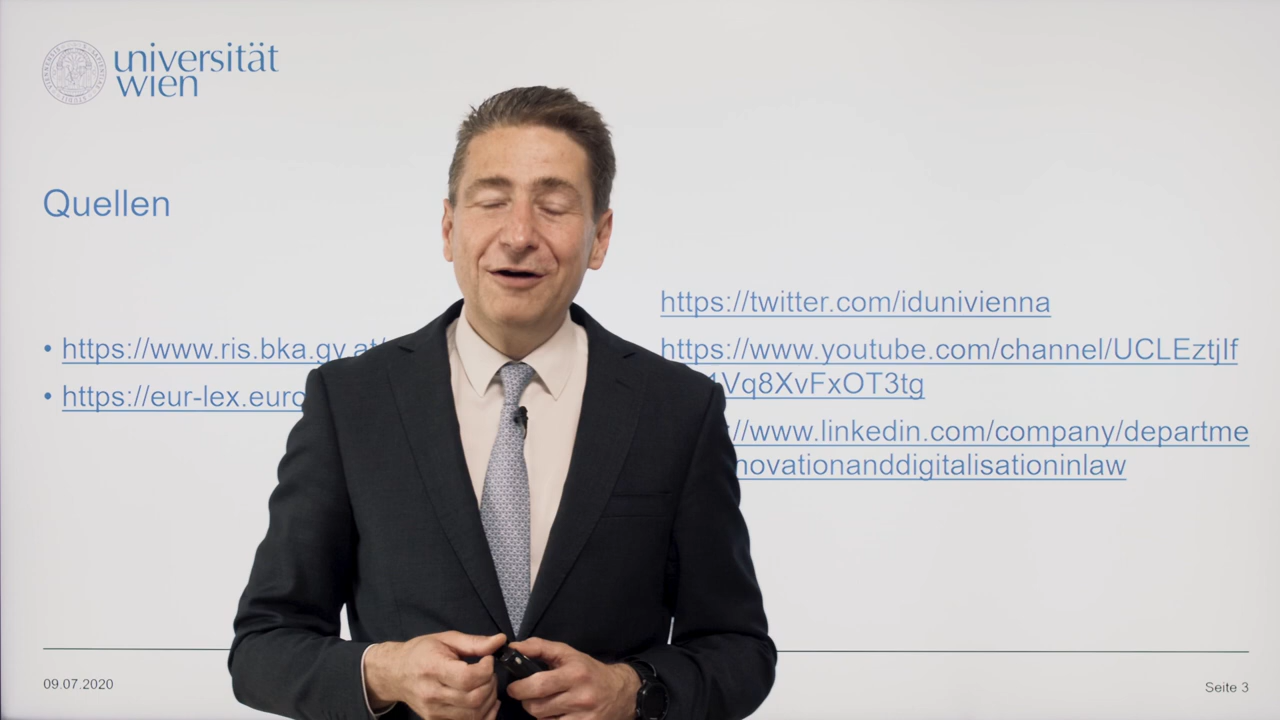 universität
wien
Quellen
• https://www.ris.bka.gv.at/
• https://eur-lex.euro
https://twitter.com/idunivienna
https://www.youtube.com/channel/UCLEztjIf
Vq8XvFxOT3tg
//www.linkedin.com/company/departme
novationanddigitalisationinlaw
09.07.2020
Seite 3